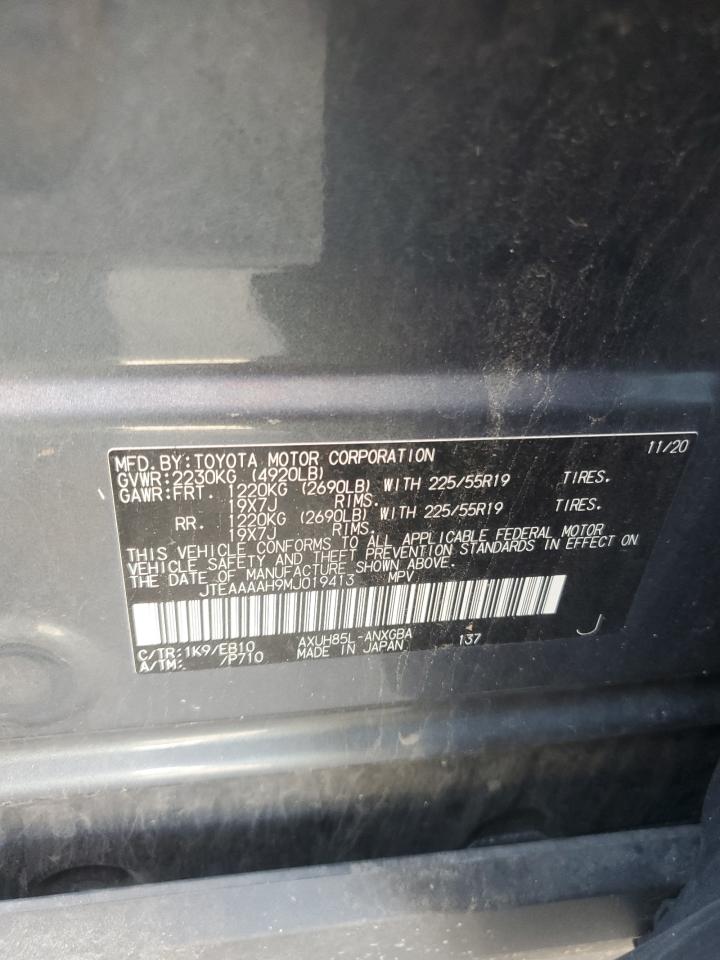 MFD. BY:TOYOTA MOTOR CORPORATION 11/20
GVWR:2230KG (4920LB)
GAWR:FRT. 1220KG (2690LB) WITH 225/55R19 TIRES.
19X7J RIMS.
RR. 1220KG (2690LB) WITH 225/55R19 TIRES.
19X7J RIMS.
THIS VEHICLE CONFORMS TO ALL APPLICABLE FEDERAL MOTOR
VEHICLE SAFETY AND THEFT PREVENTION STANDARDS IN EFFECT ON
THE DATE OF MANUFACTURE SHOWN ABOVE.
JTEAAAAH9MJ019413 MPV
C/TR:1K9/EB10 AXUH85L-ANXGBA 137 J
A/TM: /P710 MADE IN JAPAN